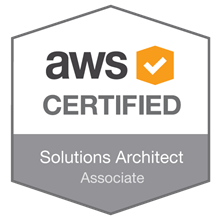 aws
CERTIFIED
Solutions Architect
Associate